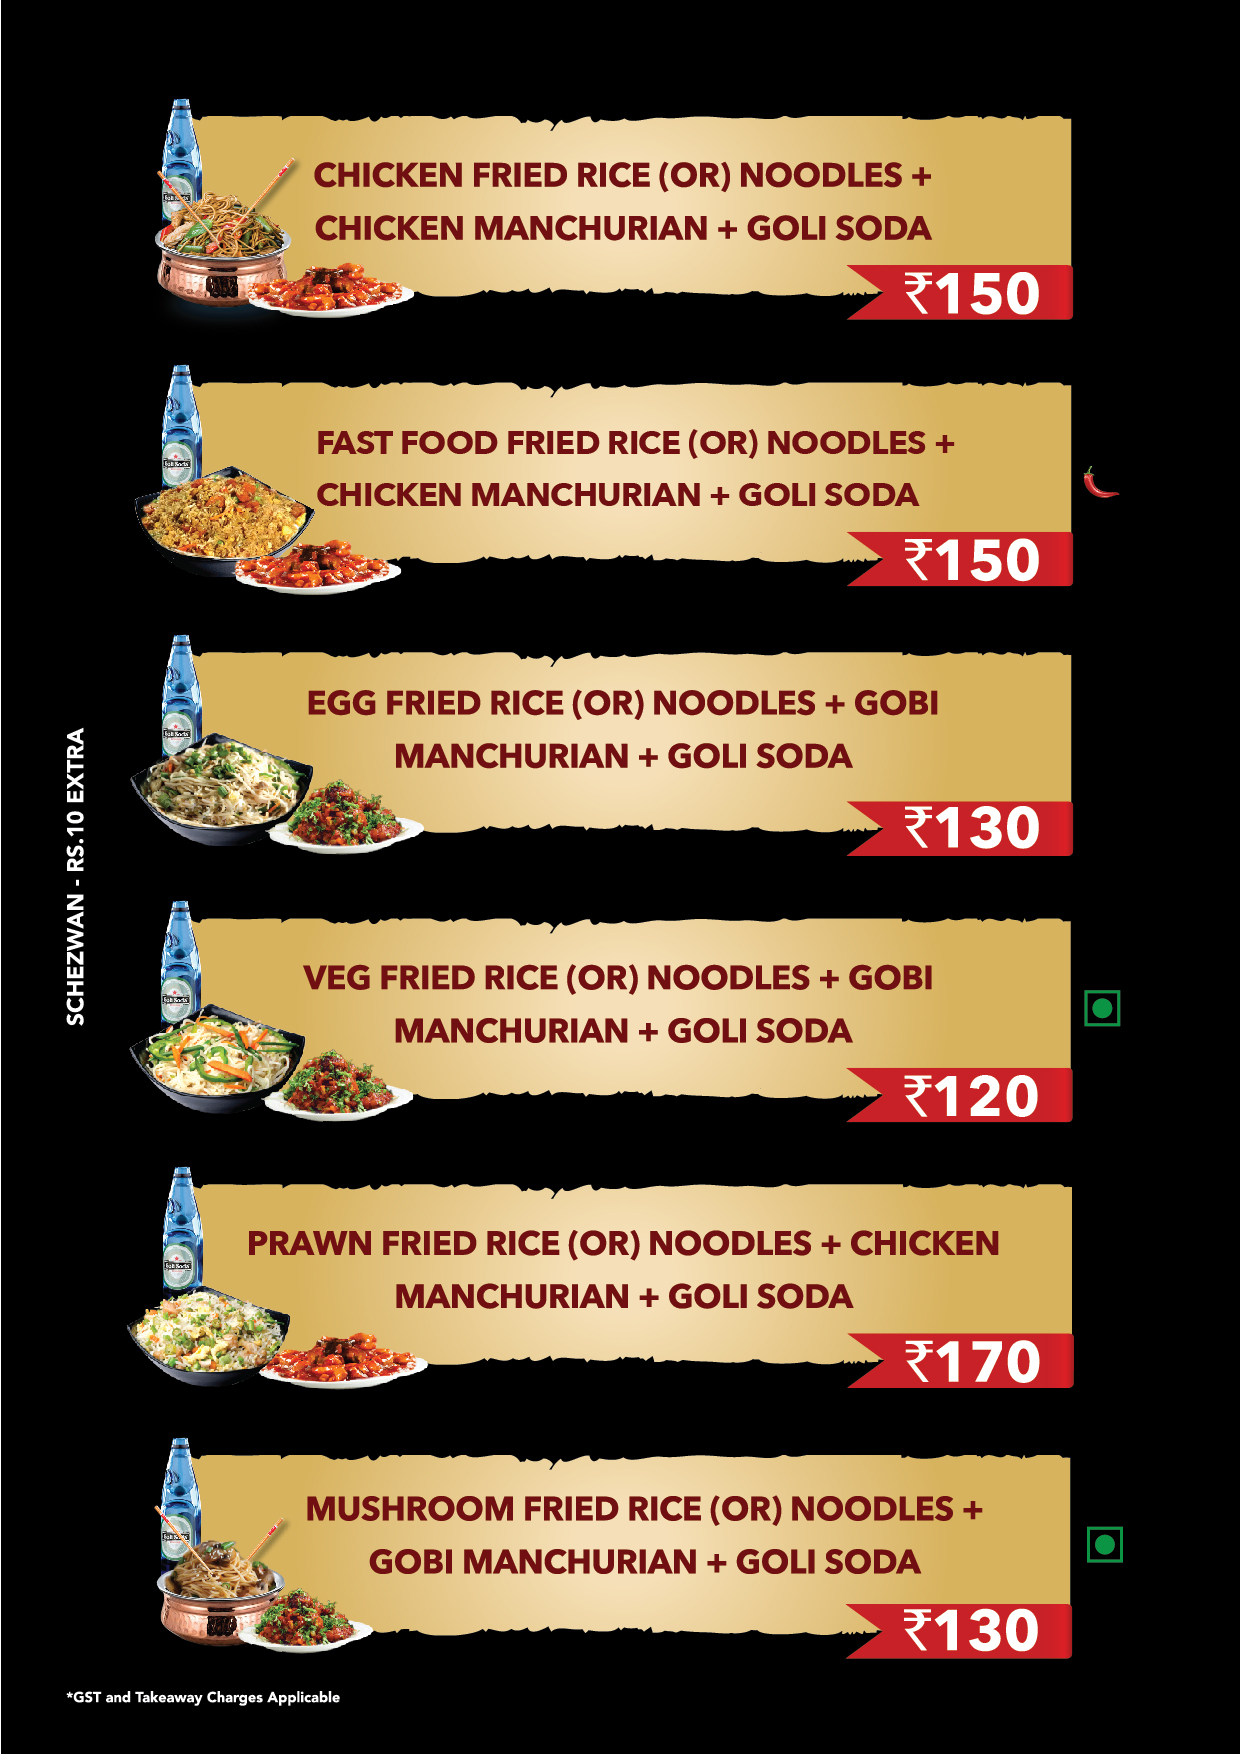 CHICKEN FRIED RICE (OR) NOODLES +
CHICKEN MANCHURIAN + GOLI SODA
₹150
FAST FOOD FRIED RICE (OR) NOODLES +
CHICKEN MANCHURIAN + GOLI SODA
₹150
EGG FRIED RICE (OR) NOODLES + GOBI
MANCHURIAN + GOLI SODA
₹130
SCHEZWAN - RS.10 EXTRA
VEG FRIED RICE (OR) NOODLES + GOBI
MANCHURIAN + GOLI SODA
₹120
PRAWN FRIED RICE (OR) NOODLES + CHICKEN
MANCHURIAN + GOLI SODA
₹170
MUSHROOM FRIED RICE (OR) NOODLES +
GOBI MANCHURIAN + GOLI SODA
₹130
*GST and Takeaway Charges Applicable